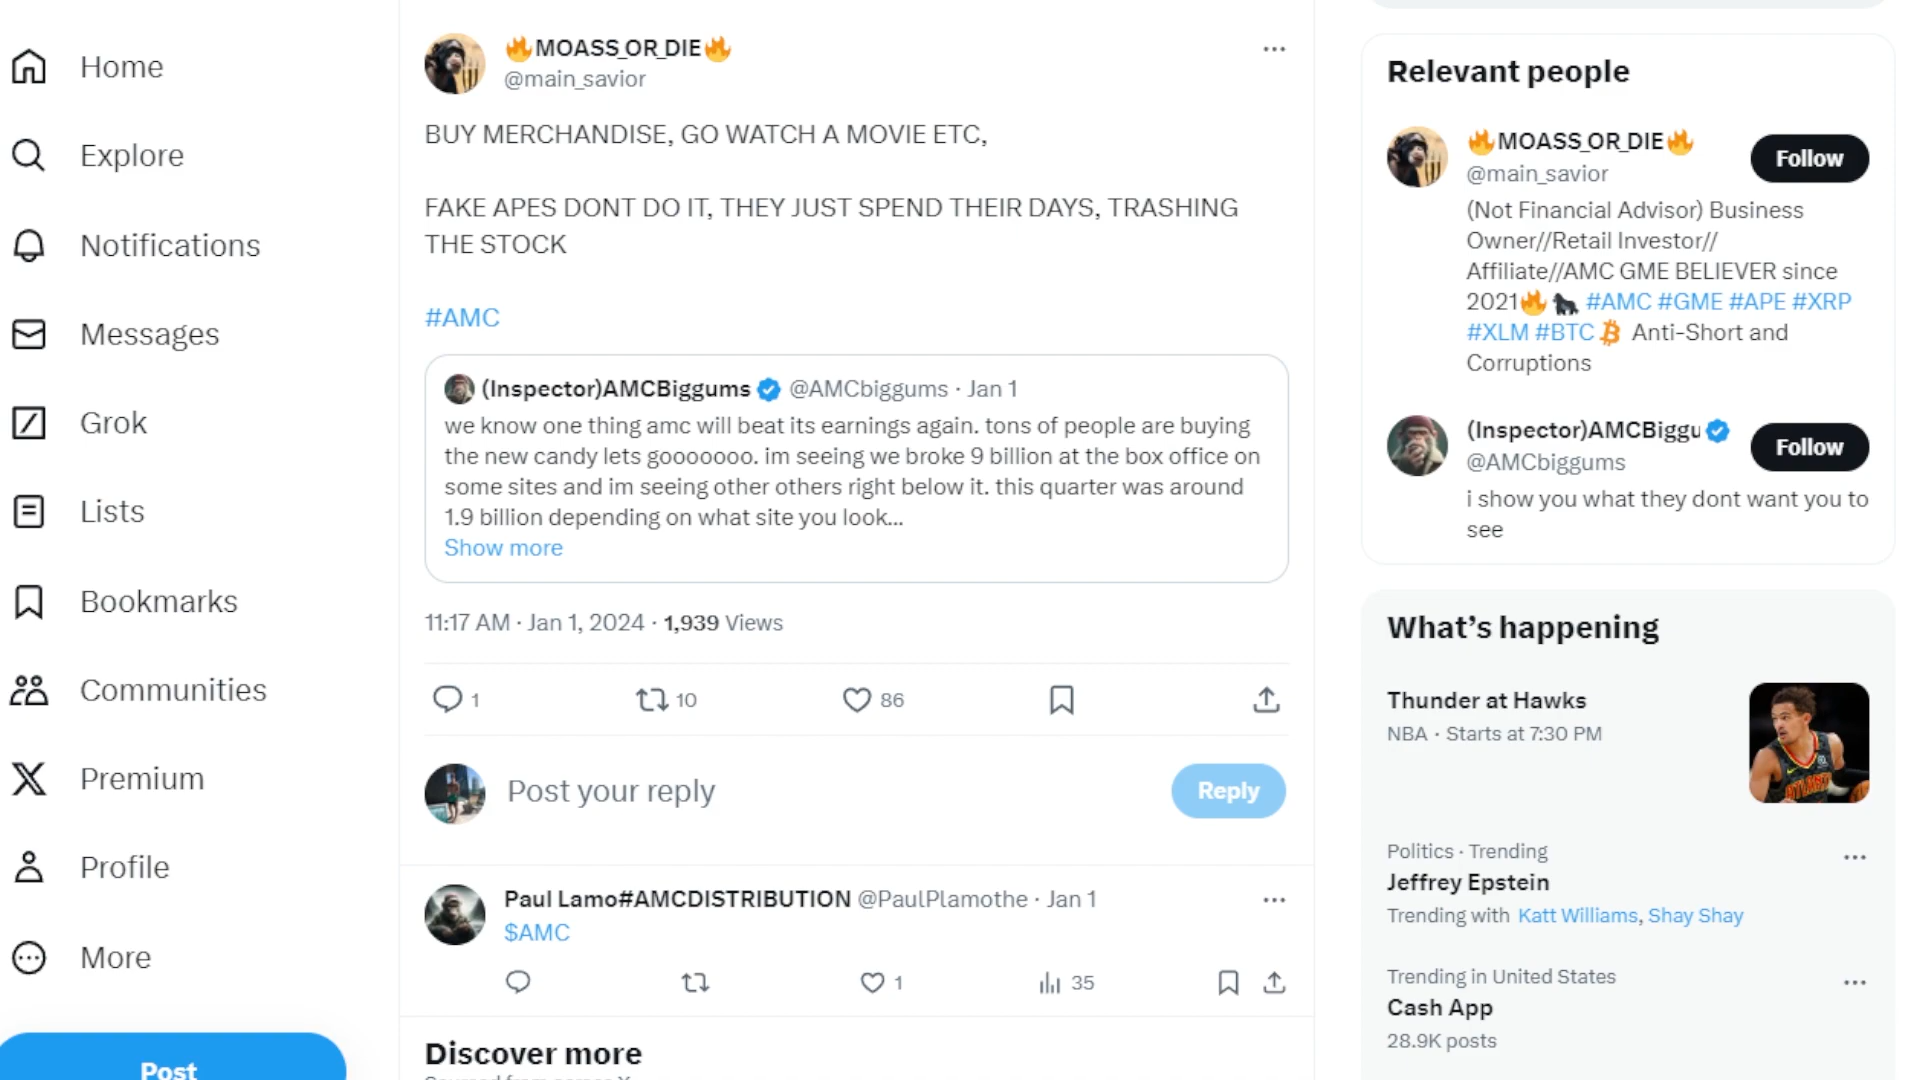 Home
Explore
Notifications
Messages
Grok
Lists
Bookmarks
Communities
Premium
Profile
More
Post
🔥MOASS_OR_DIE🔥
@main_savior
BUY MERCHANDISE, GO WATCH A MOVIE ETC,
FAKE APES DONT DO IT, THEY JUST SPEND THEIR DAYS, TRASHING
THE STOCK
#AMC
(Inspector)AMCBiggums @AMCbiggums · Jan 1
we know one thing amc will beat its earnings again. tons of people are buying
the new candy lets gooooooo. im seeing we broke 9 billion at the box office on
some sites and im seeing other others right below it. this quarter was around
1.9 billion depending on what site you look...
Show more
11:17 AM · Jan 1, 2024 · 1,939 Views
1 10 86
Post your reply
Reply
Paul Lamo#AMCDISTRIBUTION @PaulPlamothe · Jan 1
$AMC
1 35
Discover more
Relevant people
🔥MOASS_OR_DIE🔥
@main_savior
Follow
(Not Financial Advisor) Business
Owner//Retail Investor//
Affiliate//AMC GME BELIEVER since
2021🔥🦍 #AMC #GME #APE #XRP
#XLM #BTC Anti-Short and
Corruptions
(Inspector)AMCBiggu
@AMCbiggums
Follow
i show you what they dont want you to
see
What's happening
Thunder at Hawks
NBA · Starts at 7:30 PM
ATLANTA
Politics · Trending
Jeffrey Epstein
Trending with Katt Williams, Shay Shay
Trending in United States
Cash App
28.9K posts